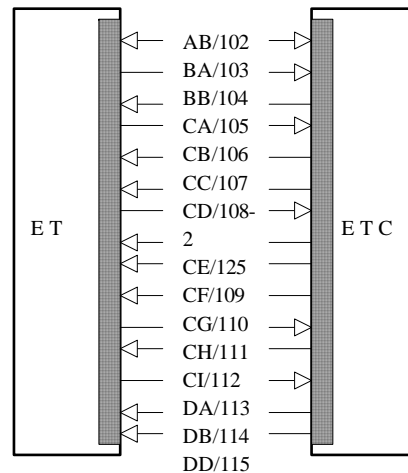 AB/102
BA/103
BB/104
CA/105
CB/106
CC/107
CD/108-
2
CE/125
CF/109
CG/110
CH/111
CI/112
DA/113
DB/114
DD/115
E T
E T C